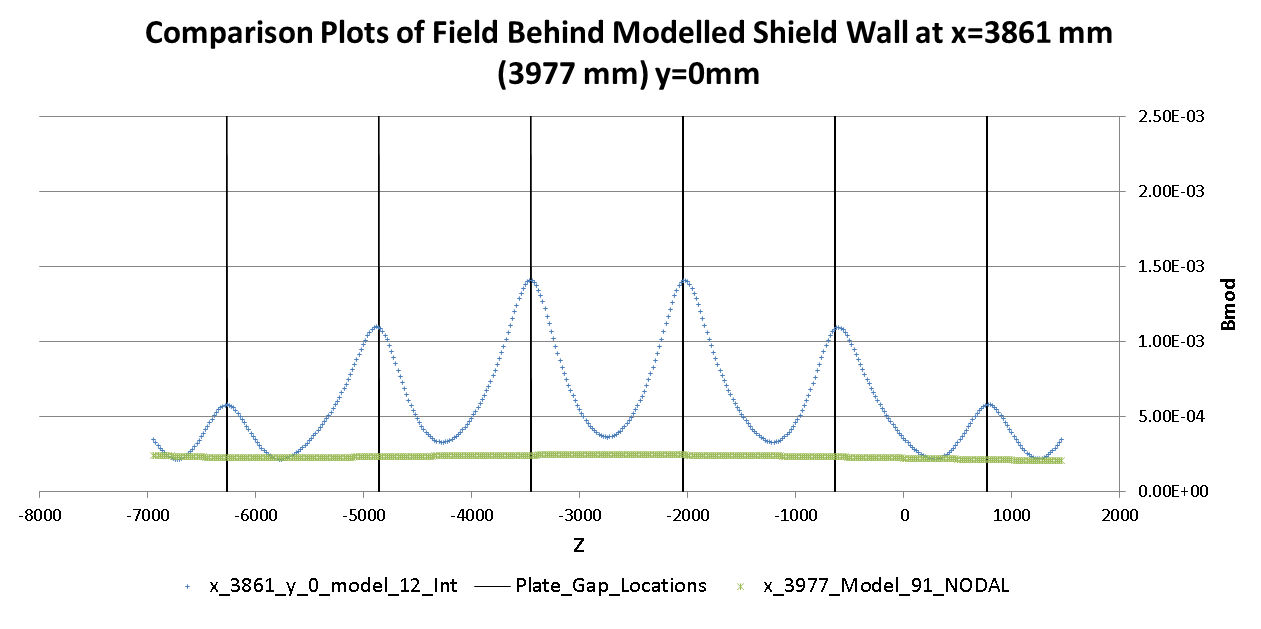 Comparison Plots of Field Behind Modelled Shield Wall at x=3861 mm
(3977 mm) y=0mm
2.50E-03
2.00E-03
1.50E-03
1.00E-03
5.00E-04
0.00E+00
Bmod
-8000 -7000 -6000 -5000 -4000 -3000 -2000 -1000 0 1000 2000
Z
x_3861_y_0_model_12_Int Plate_Gap_Locations x_3977_Model_91_NODAL